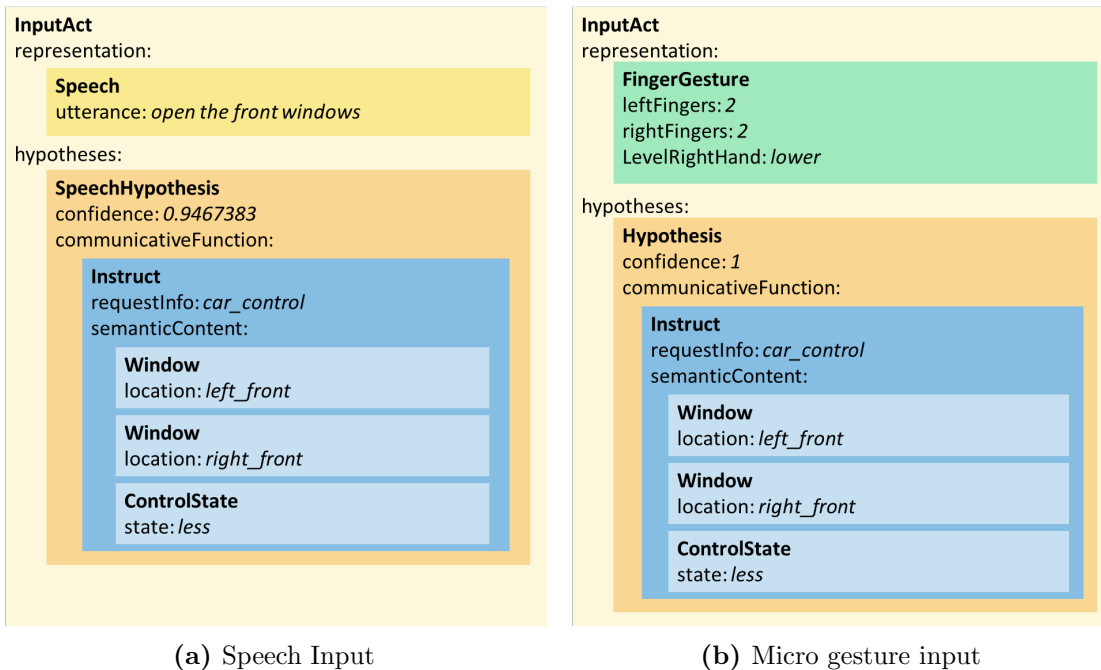 InputAct
representation:
Speech
utterance: open the front windows
hypotheses:
SpeechHypothesis
confidence: 0.9467383
communicativeFunction:
Instruct
requestInfo: car_control
semanticContent:
Window
location: left_front
Window
location: right_front
ControlState
state: less
(a) Speech Input
InputAct
representation:
FingerGesture
leftFingers: 2
rightFingers: 2
LevelRightHand: lower
hypotheses:
Hypothesis
confidence: 1
communicativeFunction:
Instruct
requestInfo: car_control
semanticContent:
Window
location: left_front
Window
location: right_front
ControlState
state: less
(b) Micro gesture input